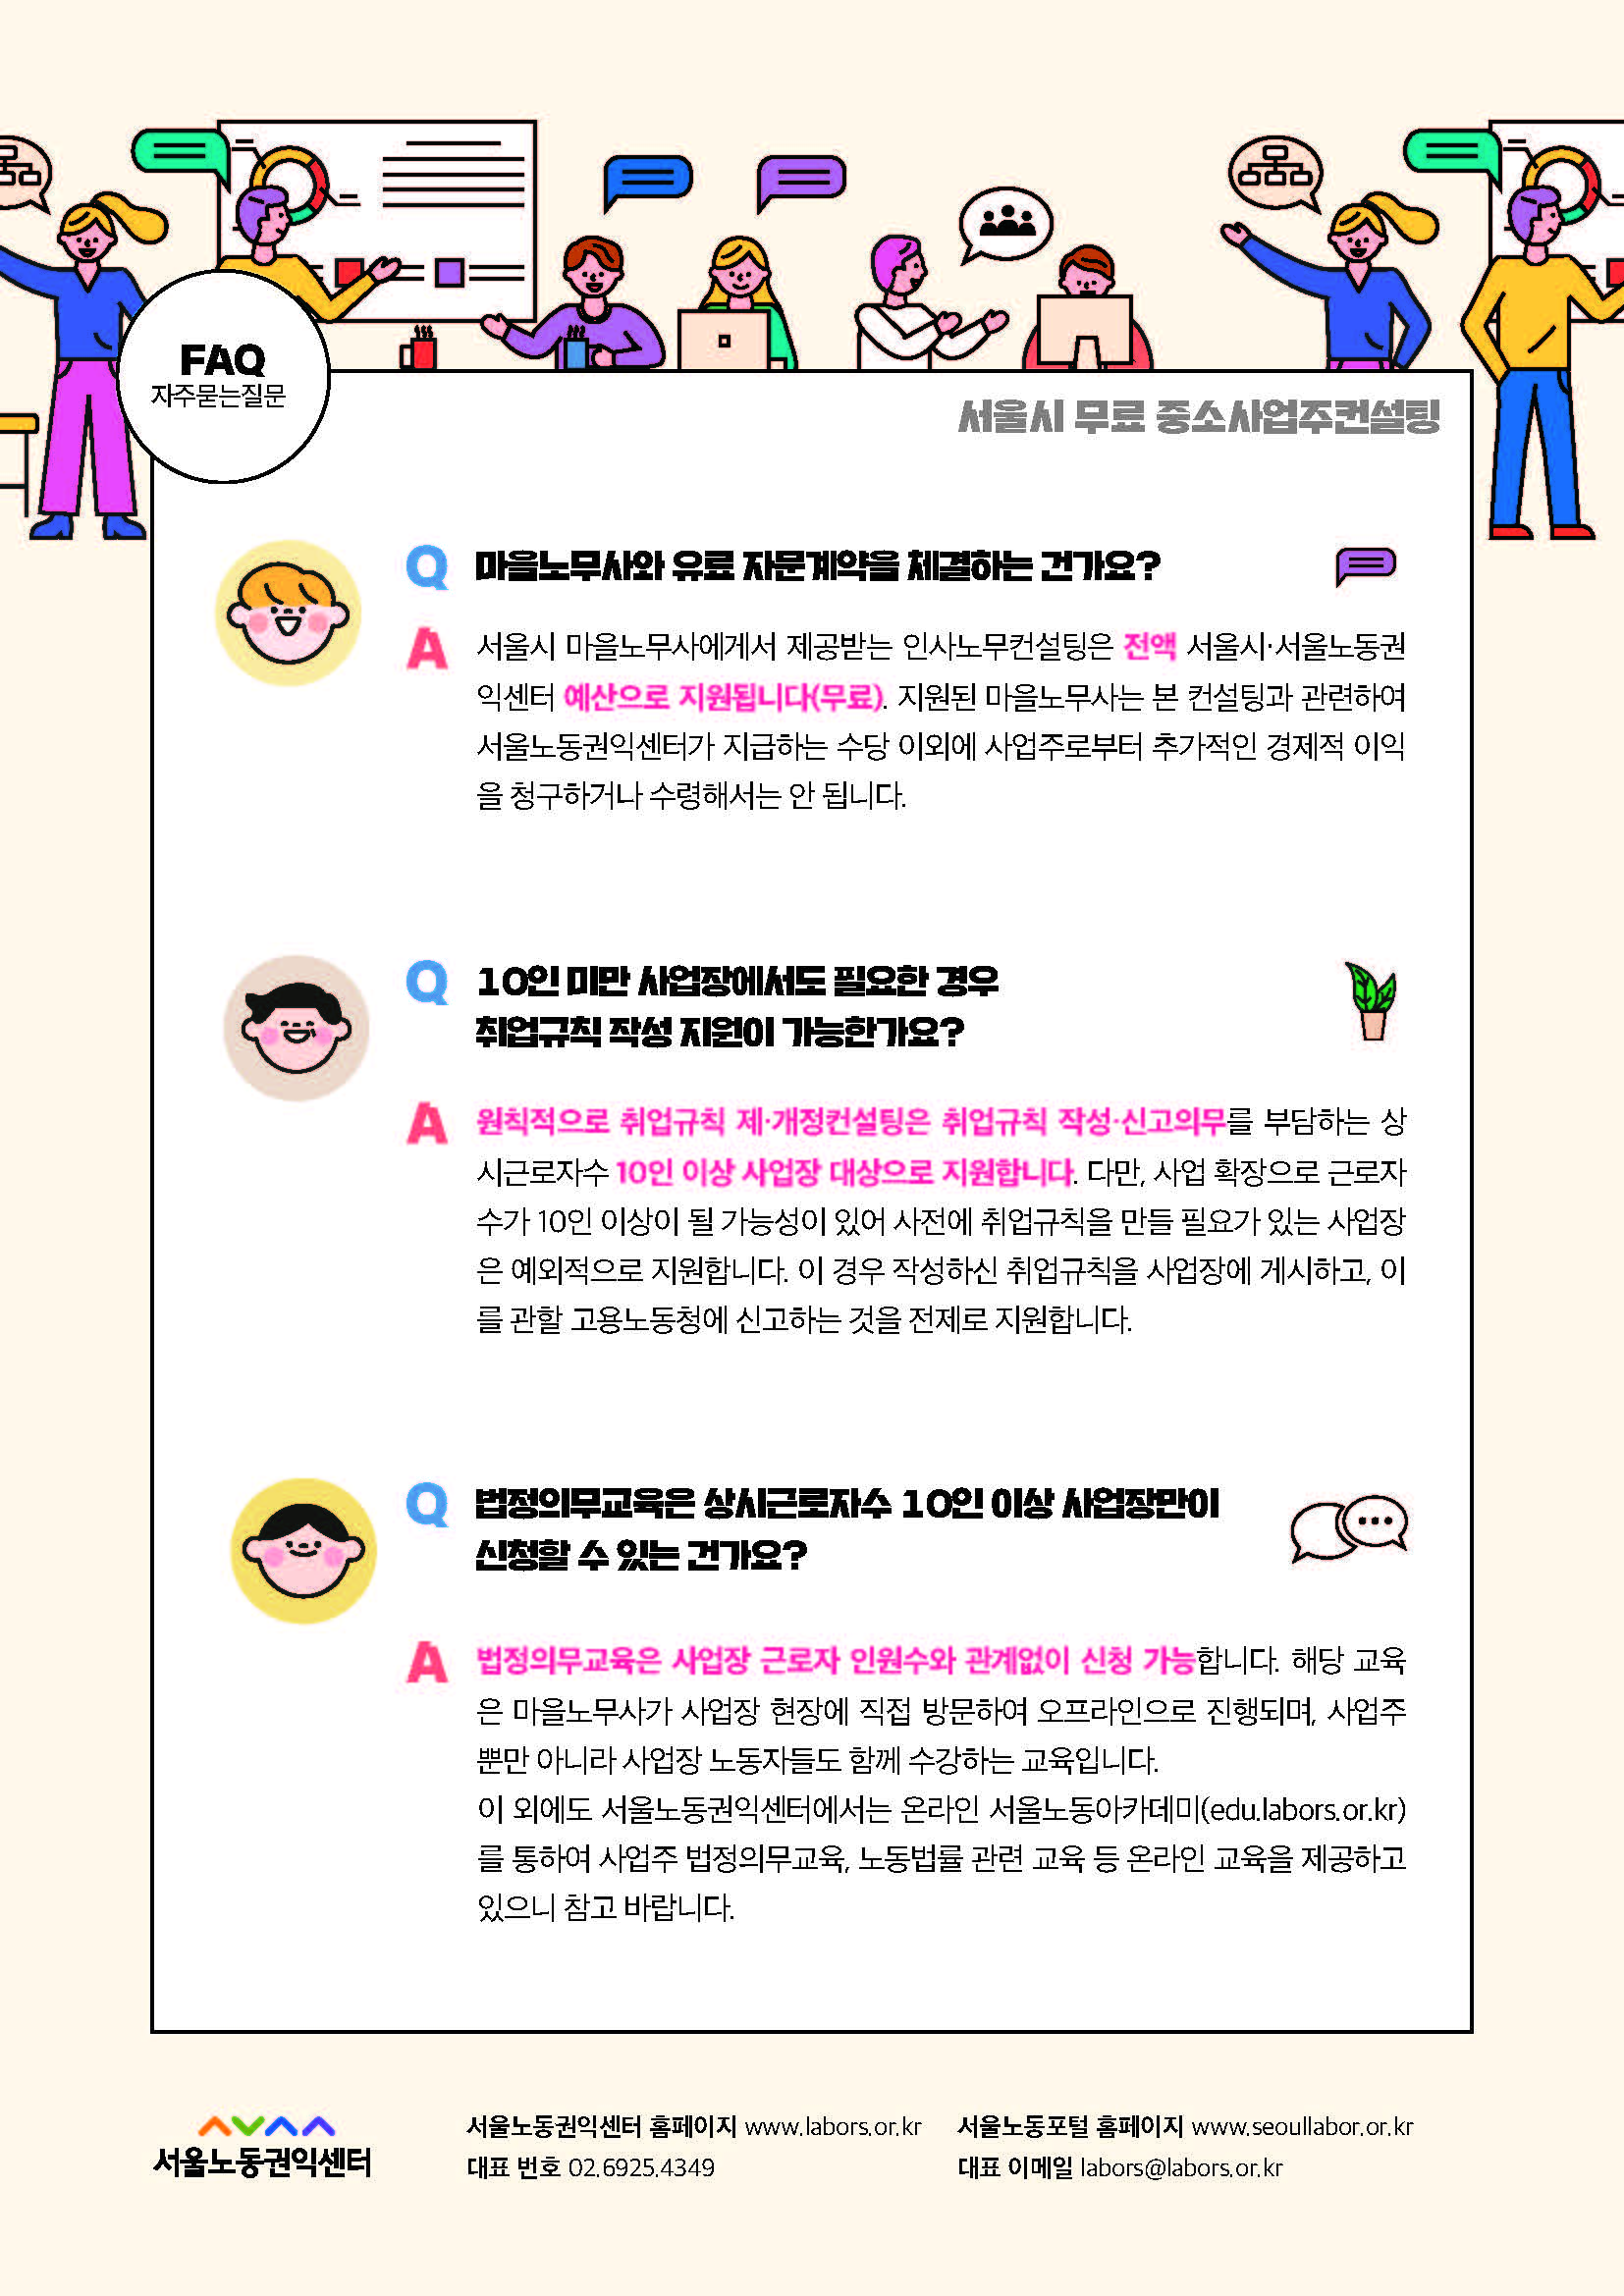 FAQ
자주묻는질문
서울시 무료 중소사업주컨설팅
Q 마을노무사와 유료 자문계약을 체결하는 건가요?
A 서울시 마을노무사에게서 제공받는 인사노무컨설팅은 전액 서울시·서울노동권
익센터 예산으로 지원됩니다(무료). 지원된 마을노무사는 본 컨설팅과 관련하여
서울노동권익센터가 지급하는 수당 이외에 사업주로부터 추가적인 경제적 이익
을 청구하거나 수령해서는 안 됩니다.
Q 10인 미만 사업장에서도 필요한 경우
취업규칙 작성 지원이 가능한가요?
A 원칙적으로 취업규칙 제·개정컨설팅은 취업규칙 작성·신고의무를 부담하는 상
시근로자수 10인 이상 사업장 대상으로 지원합니다. 다만, 사업 확장으로 근로자
수가 10인 이상이 될 가능성이 있어 사전에 취업규칙을 만들 필요가 있는 사업장
은 예외적으로 지원합니다. 이 경우 작성하신 취업규칙을 사업장에 게시하고, 이
를 관할 고용노동청에 신고하는 것을 전제로 지원합니다.
Q 법정의무교육은 상시근로자수 10인 이상 사업장만이
신청할 수 있는 건가요?
A 법정의무교육은 사업장 근로자 인원수와 관계없이 신청 가능합니다. 해당 교육
은 마을노무사가 사업장 현장에 직접 방문하여 오프라인으로 진행되며, 사업주
뿐만 아니라 사업장 노동자들도 함께 수강하는 교육입니다.
이 외에도 서울노동권익센터에서는 온라인 서울노동아카데미(edu.labors.or.kr)
를 통하여 사업주 법정의무교육, 노동법률 관련 교육 등 온라인 교육을 제공하고
있으니 참고 바랍니다.
서울노동권익센터
서울노동권익센터 홈페이지 www.labors.or.kr
대표 번호 02.6925.4349
서울노동포털 홈페이지 www.seoullabor.or.kr
대표 이메일 labors@labors.or.kr